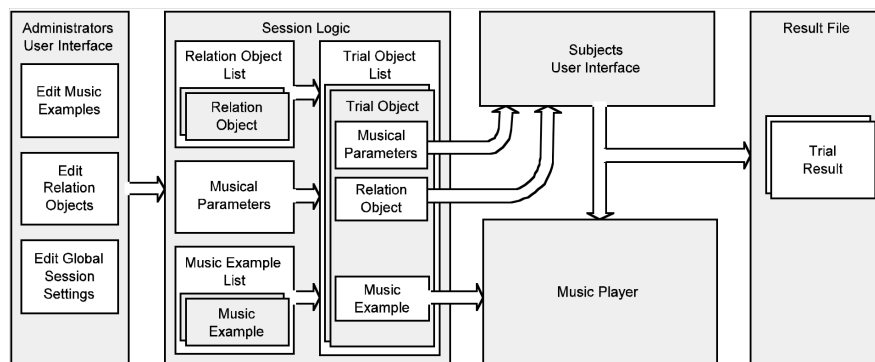 Administrators
User Interface
Edit Music
Examples
Edit
Relation
Objects
Edit Global
Session
Settings
Session Logic
Relation Object
List
Relation
Object
Musical
Parameters
Music Example
List
Music
Example
Trial Object
List
Trial Object
Musical
Parameters
Relation
Object
Music
Example
Subjects
User Interface
Music Player
Result File
Trial
Result